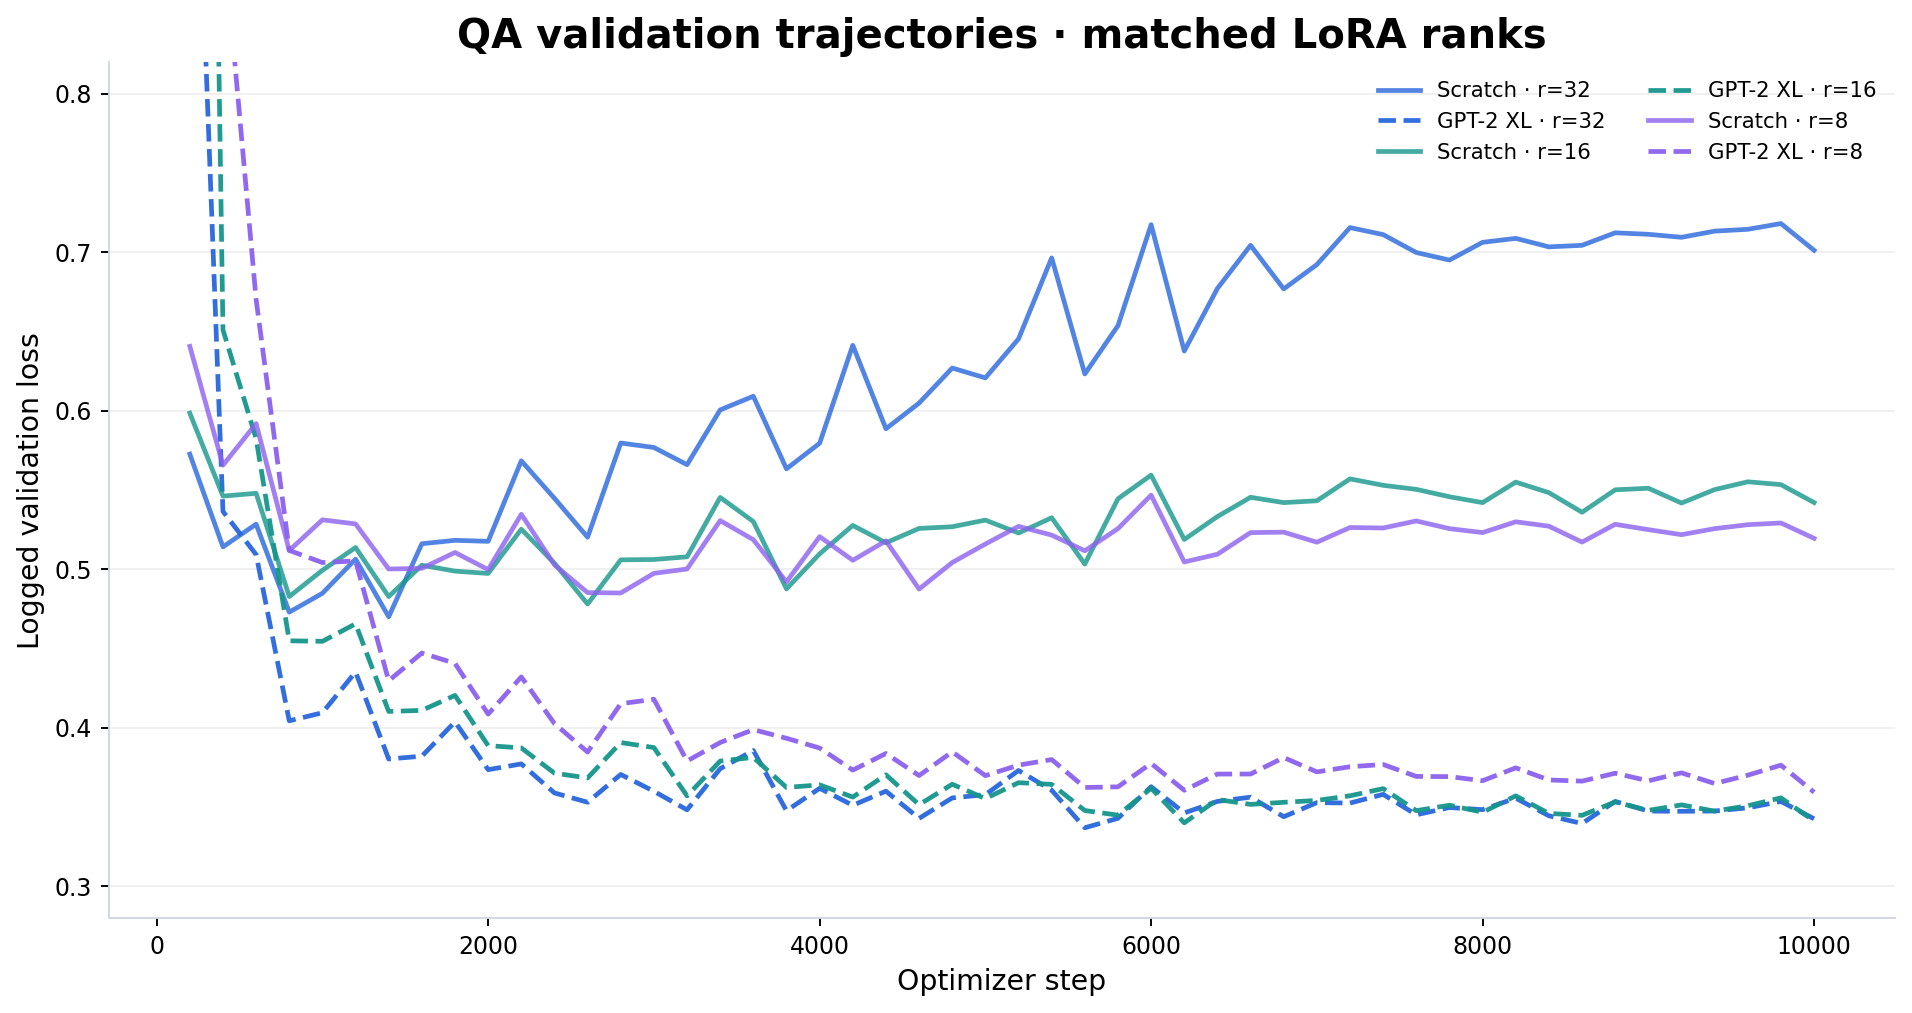 QA validation trajectories · matched LoRA ranks
Scratch · r=32
GPT-2 XL · r=32
Scratch · r=16
GPT-2 XL · r=16
Scratch · r=8
GPT-2 XL · r=8
Logged validation loss
0.8
0.7
0.6
0.5
0.4
0.3
0
2000
4000
6000
8000
10000
Optimizer step